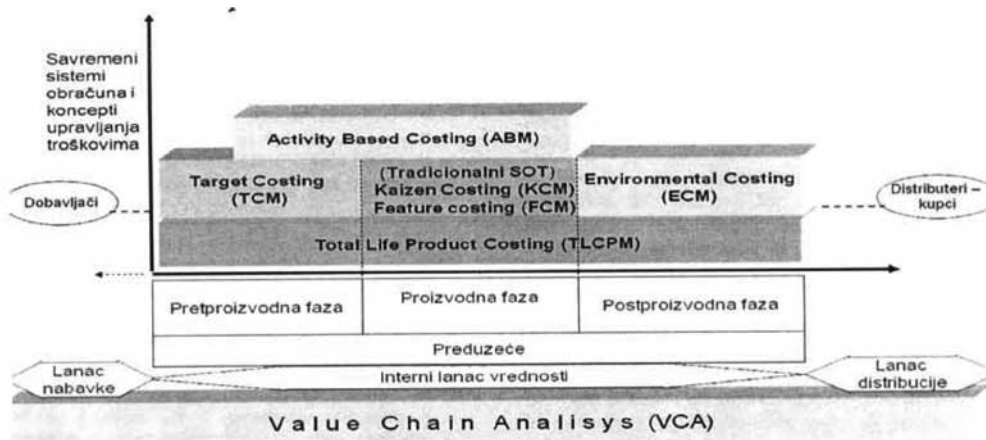 Savremeni
sistemi
obračuna i
koncepti
upravljanja
troškovima
Activity Based Costing (ABM)
Target Costing
(TCM)
(Tradicionalni SOT)
Kaizen Costing (KCM)
Feature costing (FCM)
Environmental Costing
(ECM)
Dobavljači
Distributeri –
kupci
Total Life Product Costing (TLCPM)
Pretproizvodna faza
Proizvodna faza
Postproizvodna faza
Preduzeće
Lanac
nabavke
Interni lanac vrednosti
Lanac
distribucije
Value Chain Analisys (VCA)